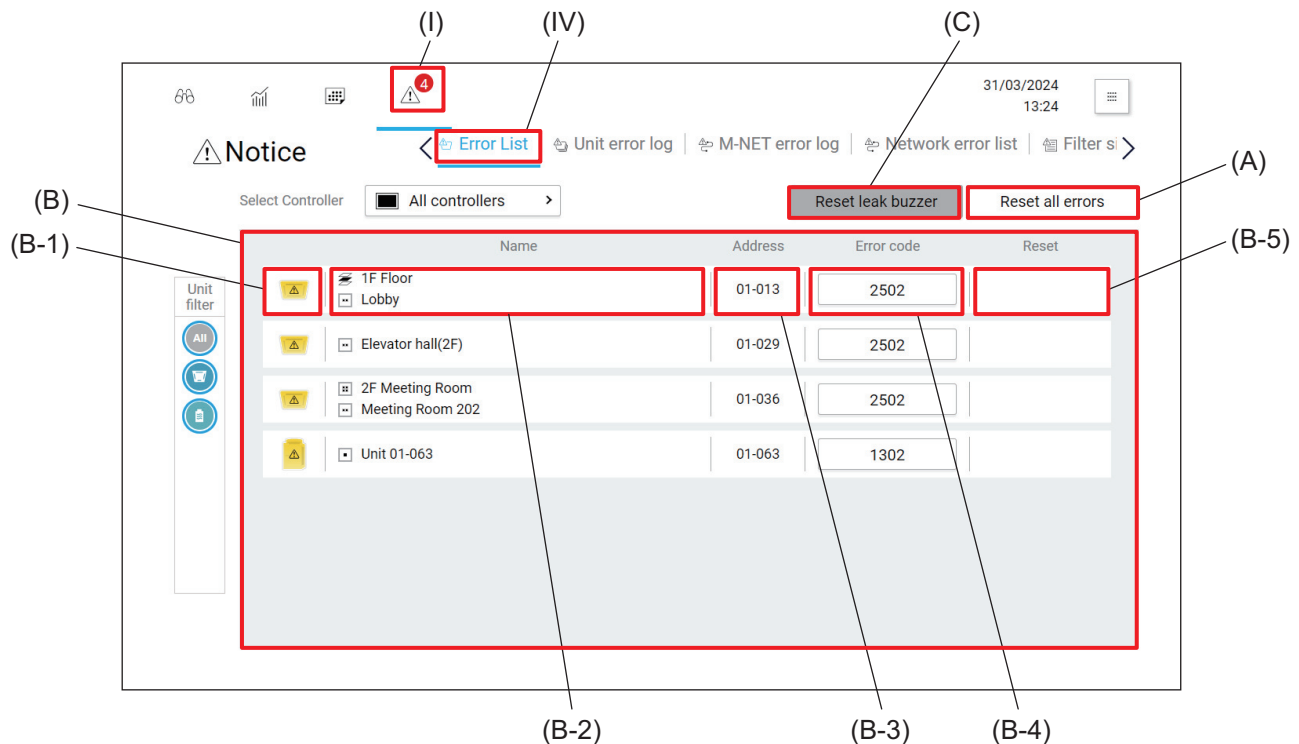 (I) (IV) (C)
4
31/03/2024
13:24
Notice
Error List Unit error log M-NET error log Network error list Filter si
(A)
Select Controller All controllers Reset leak buzzer Reset all errors
(B)
(B-1)
(B-5)
Name Address Error code Reset
Unit
filter
All
1F Floor
Lobby
01-013 2502
Elevator hall(2F) 01-029 2502
2F Meeting Room
Meeting Room 202
01-036 2502
Unit 01-063 01-063 1302
(B-2) (B-3) (B-4)